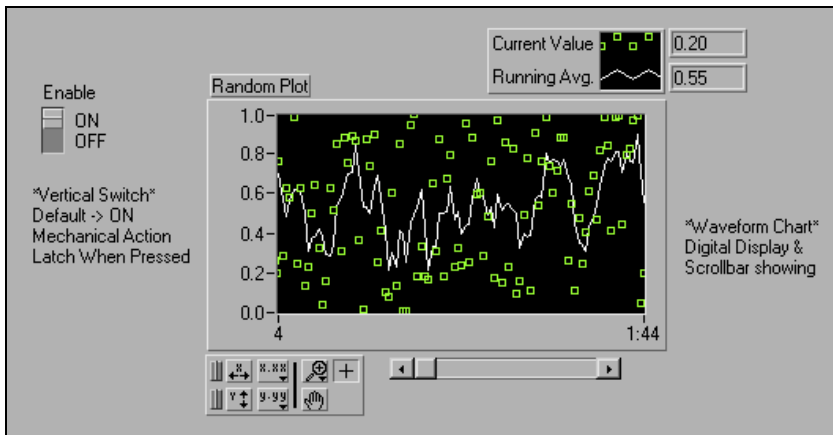 Current Value
0.20
Running Avg.
0.55
Enable
ON
OFF
Random Plot
1.0
0.8
0.6
0.4
0.2
0.0
4
1:44
*Vertical Switch*
Default -> ON
Mechanical Action
Latch When Pressed
*Waveform Chart*
Digital Display &
Scrollbar showing
X
X.XX
Y
Y.YY